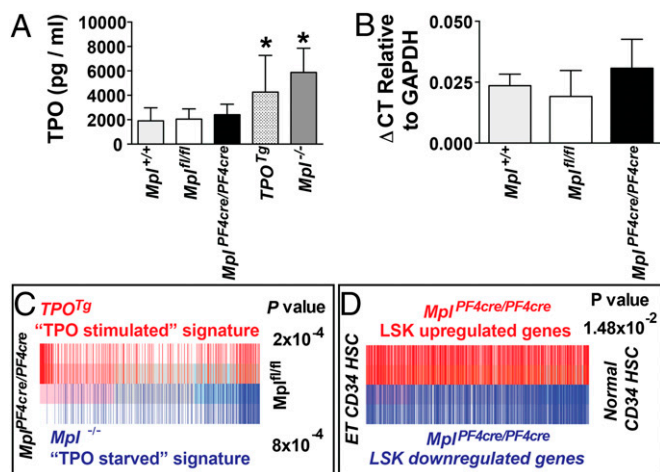 A
TPO (pg / ml)
10000
8000
6000
4000
2000
0
*
*
Mpl+/+
Mplfl/fl
MplPF4cre/PF4cre
TPOTg
Mpl-/-
B
Δ CT Relative
to GAPDH
0.050
0.025
0.000
Mpl+/+
Mplfl/fl
MplPF4cre/PF4cre
C
TPOTg
P value
“TPO stimulated” signature
2x10-4
MplPF4cre/PF4cre
Mplfl/fl
Mpl -/-
8x10-4
“TPO starved” signature
D
MplPF4cre/PF4cre
P value
LSK upregulated genes
1.48x10-2
ET CD34 HSC
Normal
CD34 HSC
MplPF4cre/PF4cre
LSK downregulated genes